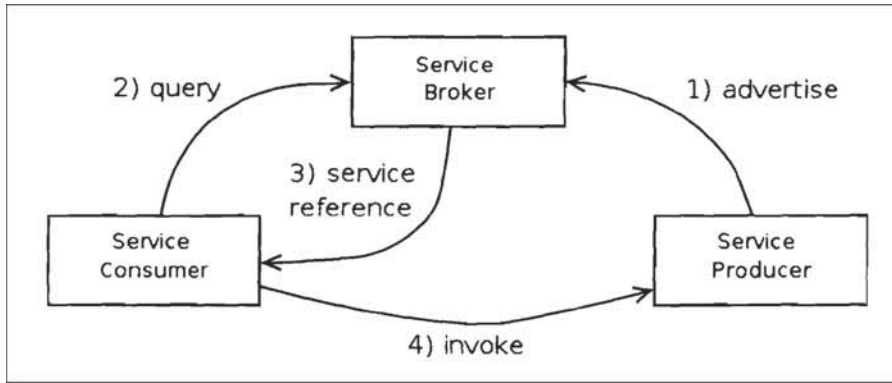 Service
Broker
2) query
1) advertise
3) service
reference
Service
Consumer
Service
Producer
4) invoke